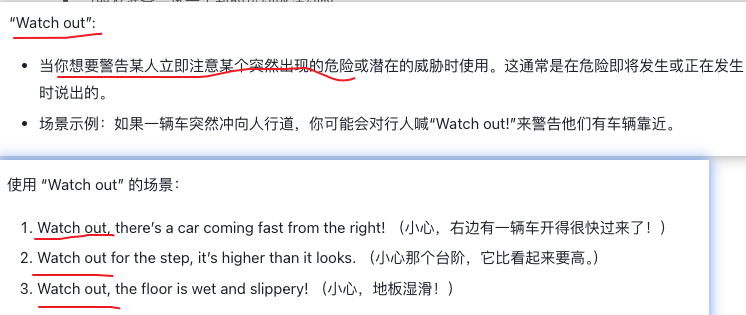 “Watch out”:
• 当你想要警告某人立即注意某个突然出现的危险或潜在的威胁时使用。这通常是在危险即将发生或正在发生
时说出的。
• 场景示例：如果一辆车突然冲向人行道，你可能会对行人喊“Watch out!”来警告他们有车辆靠近。
使用 “Watch out” 的场景：
1. Watch out, there’s a car coming fast from the right! （小心，右边有一辆车开得很快过来了！）
2. Watch out for the step, it’s higher than it looks. （小心那个台阶，它比看起来要高。）
3. Watch out, the floor is wet and slippery! （小心，地板湿滑！）